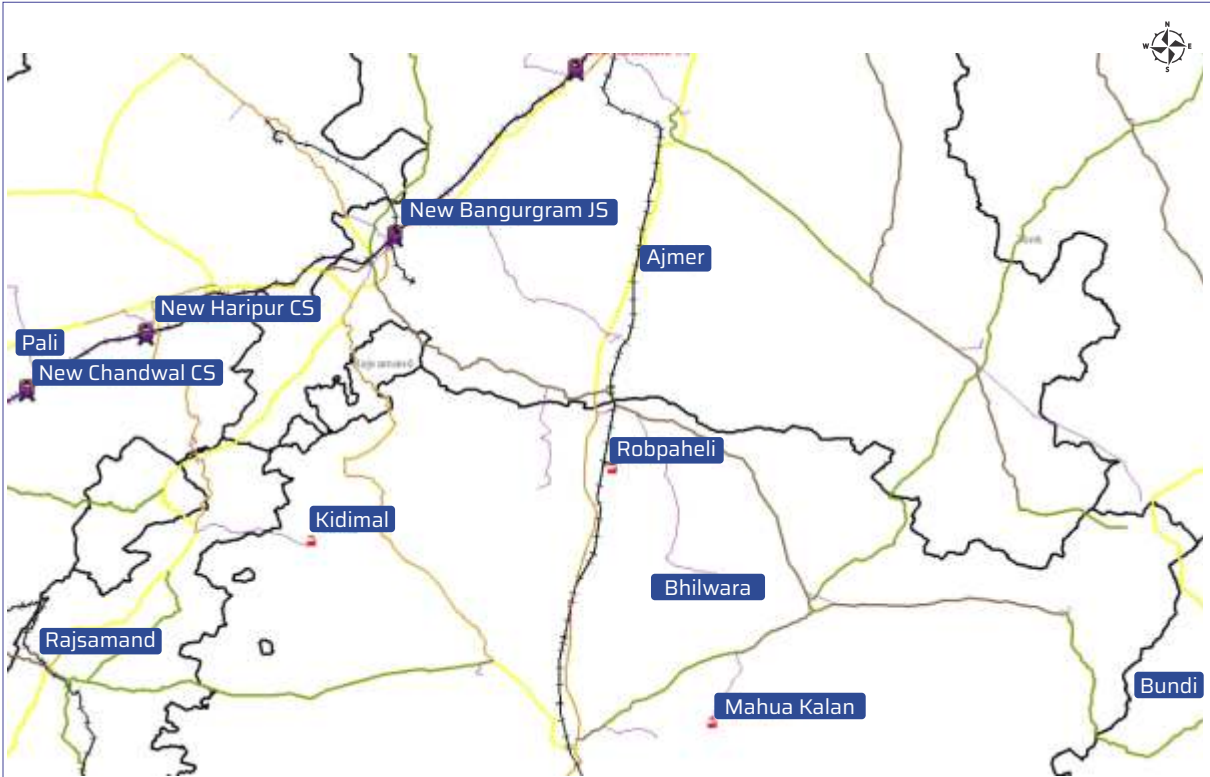 N
W E
S
New Bangurgram JS
Ajmer
New Haripur CS
Pali
New Chandwal CS
Robpaheli
Kidimal
Bhilwara
Rajsamand
Bundi
Mahua Kalan